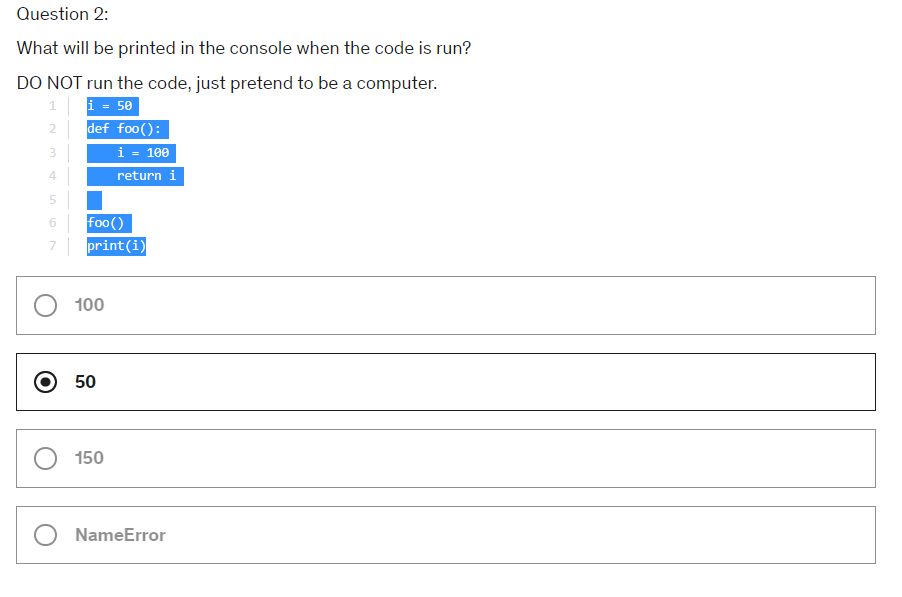 Question 2:
What will be printed in the console when the code is run?
DO NOT run the code, just pretend to be a computer.
1 i = 50
2 def foo():
3     i = 100
4     return i
5
6 foo()
7 print(i)
100
50
150
NameError